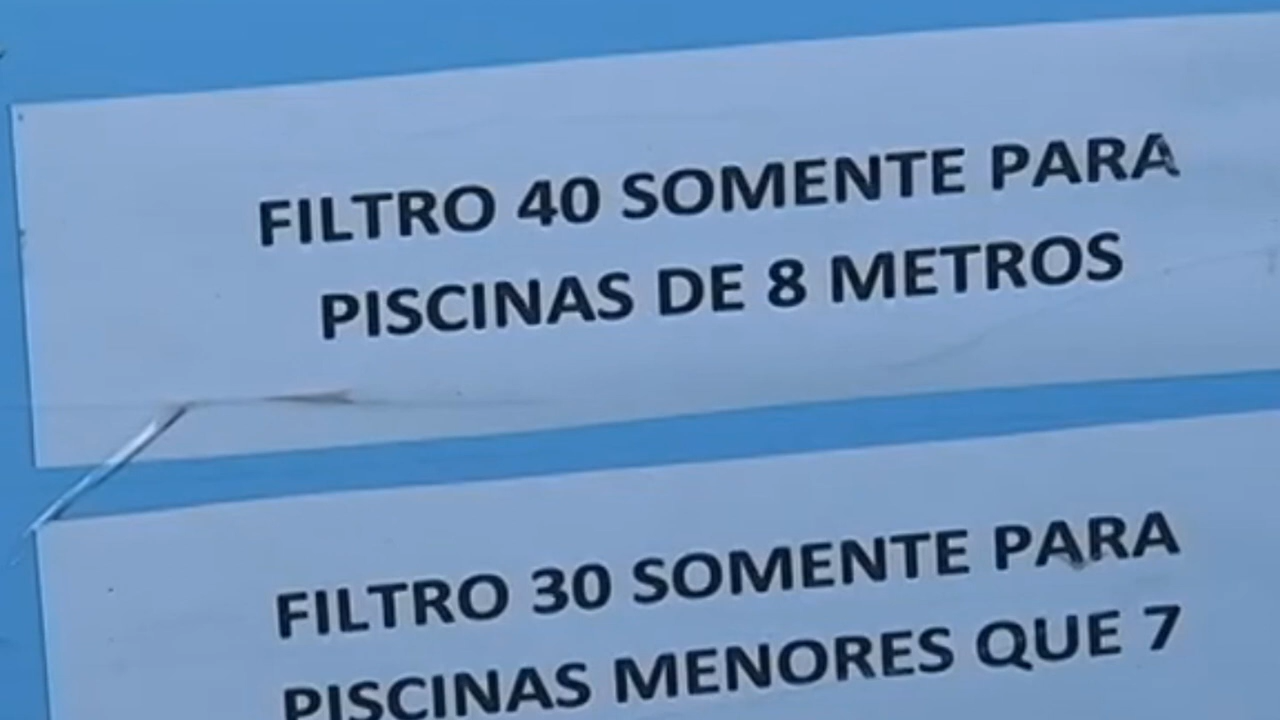 FILTRO 40 SOMENTE PARA
PISCINAS DE 8 METROS
FILTRO 30 SOMENTE PARA
PISCINAS MENORES QUE 7